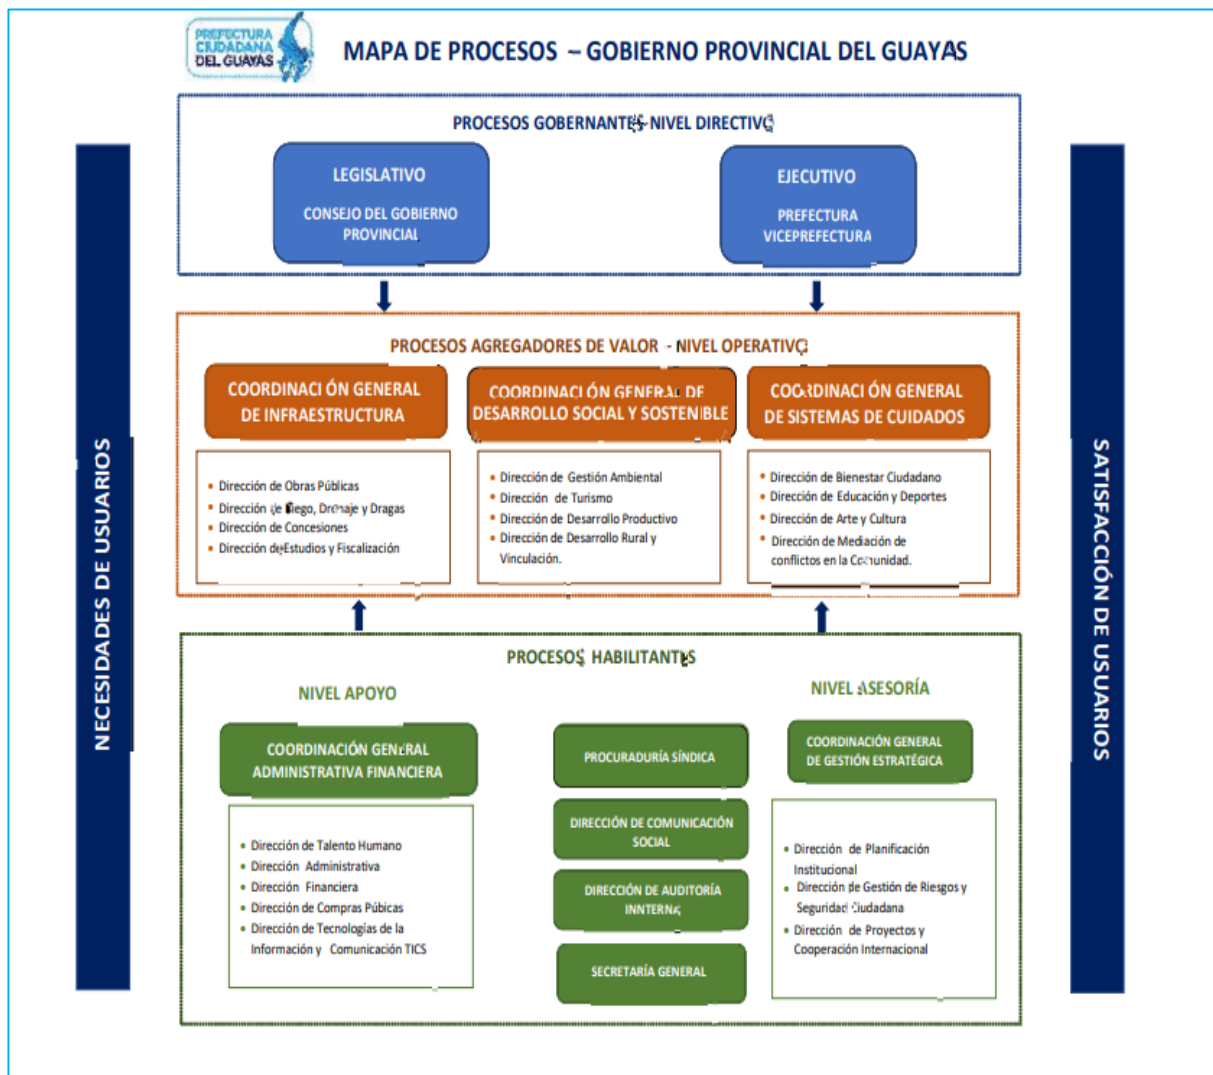 PREFECTURA
CIUDADANA
DEL GUAYAS
MAPA DE PROCESOS – GOBIERNO PROVINCIAL DEL GUAYAS
PROCESOS GOBERNANTES-NIVEL DIRECTIVO
LEGISLATIVO
CONSEJO DEL GOBIERNO
PROVINCIAL
EJECUTIVO
PREFECTURA
VICEPREFECTURA
NECESIDADES DE USUARIOS
PROCESOS AGREGADORES DE VALOR - NIVEL OPERATIVO
COORDINACIÓN GENERAL
DE INFRAESTRUCTURA
• Dirección de Obras Públicas
• Dirección de Riego, Drenaje y Dragas
• Dirección de Concesiones
• Dirección de Estudios y Fiscalización
COORDINACIÓN GENERAL DE
DESARROLLO SOCIAL Y SOSTENIBLE
• Dirección de Gestión Ambiental
• Dirección de Turismo
• Dirección de Desarrollo Productivo
• Dirección de Desarrollo Rural y
Vinculación.
COORDINACIÓN GENERAL
DE SISTEMAS DE CUIDADOS
• Dirección de Bienestar Ciudadano
• Dirección de Educación y Deportes
• Dirección de Arte y Cultura
• Dirección de Mediación de
conflictos en la Comunidad.
SATISFACCIÓN DE USUARIOS
PROCESOS HABILITANTES
NIVEL APOYO
COORDINACIÓN GENERAL
ADMINISTRATIVA FINANCIERA
• Dirección de Talento Humano
• Dirección Administrativa
• Dirección Financiera
• Dirección de Compras Púbicas
• Dirección de Tecnologías de la
Información y Comunicación TICS
PROCURADURÍA SÍNDICA
DIRECCIÓN DE COMUNICACIÓN
SOCIAL
DIRECCIÓN DE AUDITORÍA
INNTERNA
SECRETARÍA GENERAL
NIVEL ASESORÍA
COORDINACIÓN GENERAL
DE GESTIÓN ESTRATÉGICA
• Dirección de Planificación
Institucional
• Dirección de Gestión de Riesgos y
Seguridad Ciudadana
• Dirección de Proyectos y
Cooperación Internacional